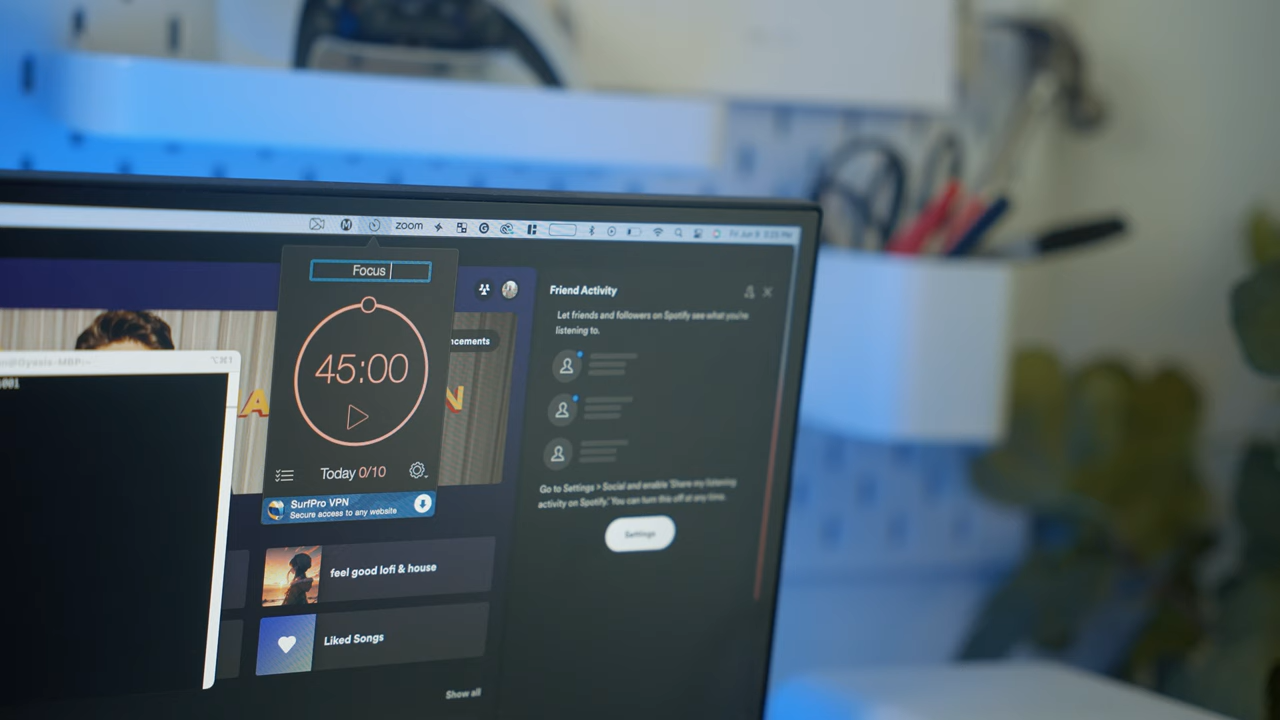 zoom
Focus
45:00
Today 0/10
SurfPro VPN
Secure access to any website
ncements
A
N
feel good lofi & house
Liked Songs
Show all
Friend Activity
Let friends and followers on Spotify see what you're
listening to.
Go to Settings > Social and enable 'Share my listening
activity on Spotify.' You can turn this off at any time.
Settings